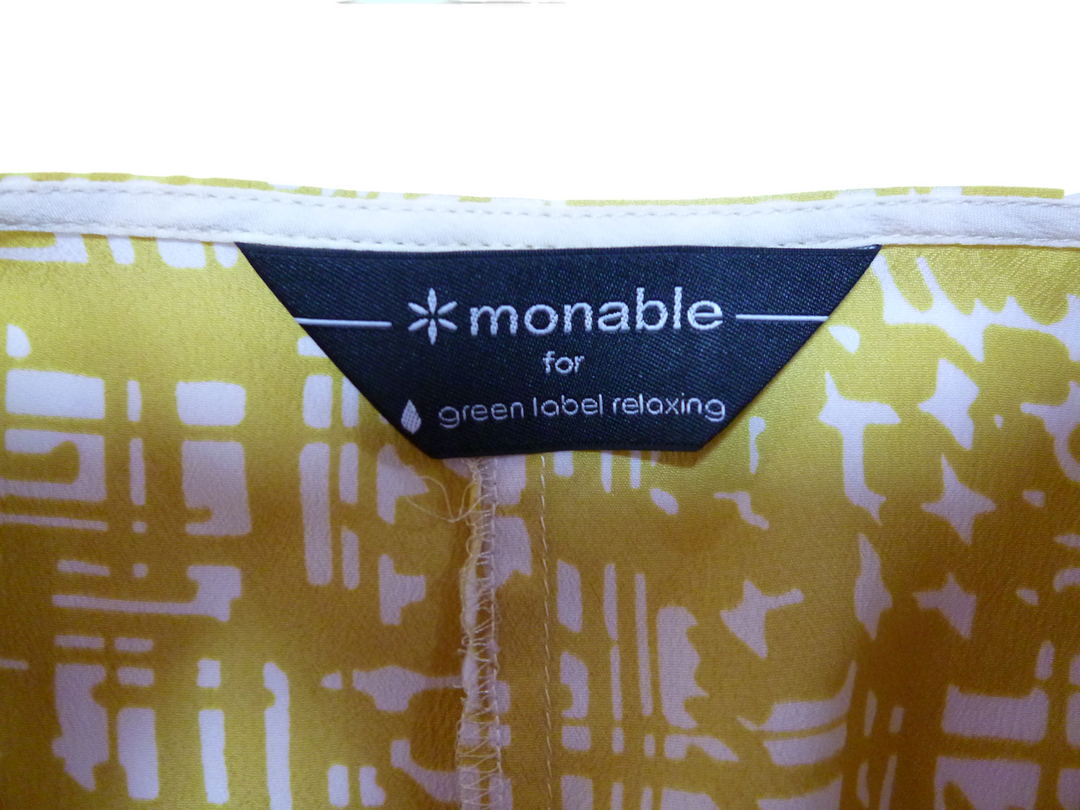 monable
for
green label relaxing